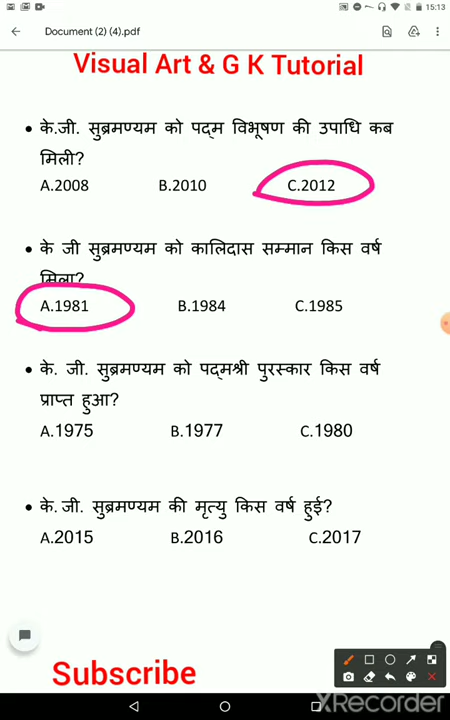 15:13
Document (2) (4).pdf
Visual Art & G K Tutorial
• के.जी. सुब्रमण्यम को पद्म विभूषण की उपाधि कब
मिली?
A.2008 B.2010 C.2012
• के जी सुब्रमण्यम को कालिदास सम्मान किस वर्ष
मिला?
A.1981 B.1984 C.1985
• के. जी. सुब्रमण्यम को पद्मश्री पुरस्कार किस वर्ष
प्राप्त हुआ?
A.1975 B.1977 C.1980
• के. जी. सुब्रमण्यम की मृत्यु किस वर्ष हुई?
A.2015 B.2016 C.2017
Subscribe
XRecorder